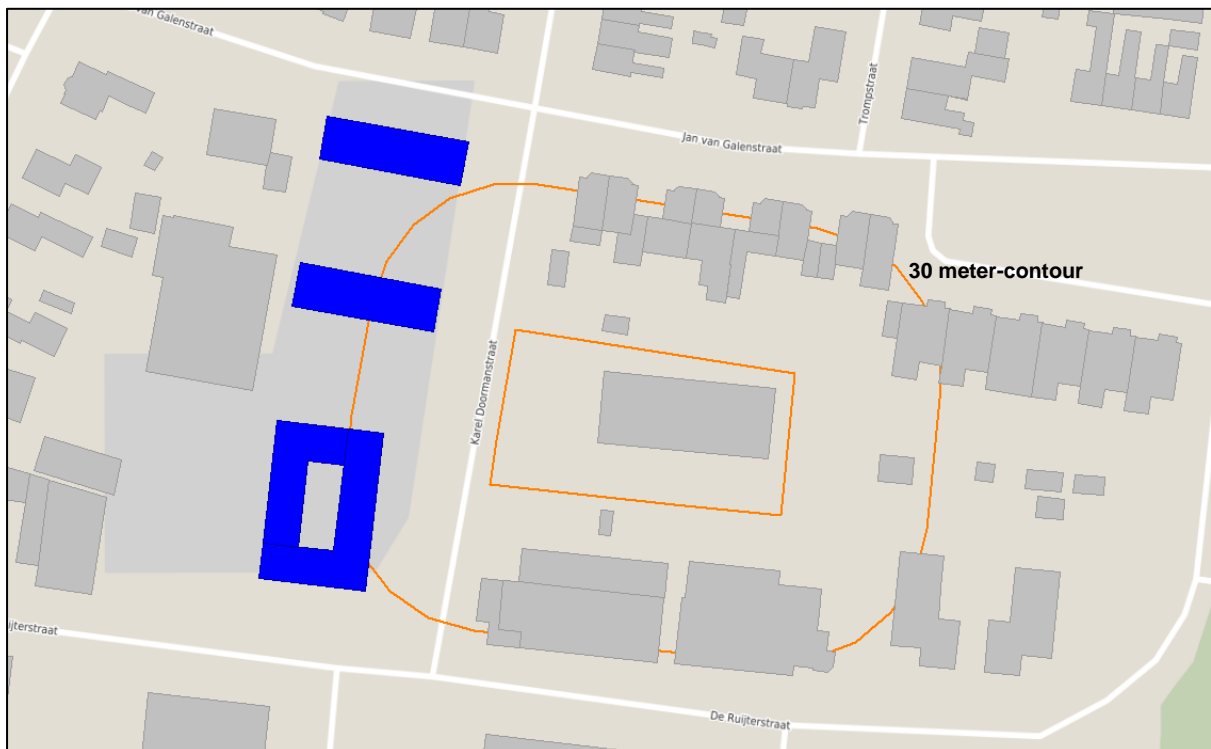 van Galenstraat
Jan van Galenstraat
Trompstraat
30 meter-contour
Karel Doormanstraat
uijterstraat
De Ruijterstraat